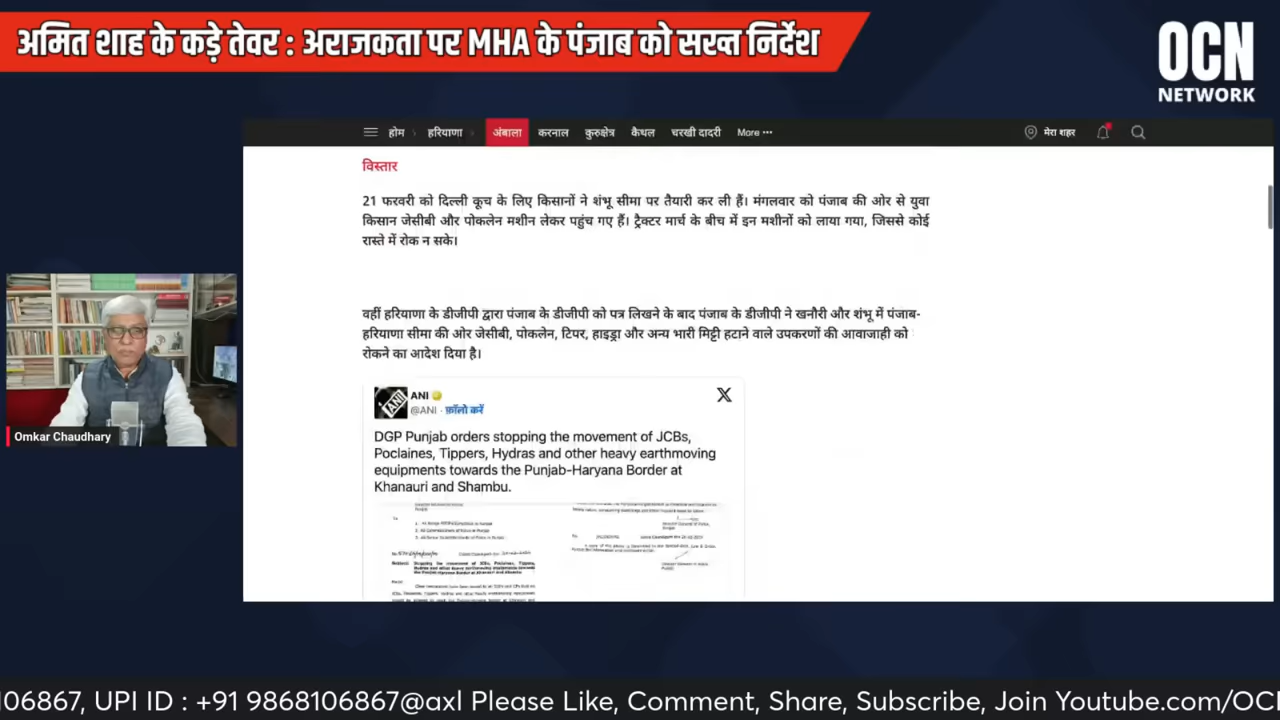 अमित शाह के कड़े तेवर : अराजकता पर MHA के पंजाब को सख्त निर्देश
OCN
NETWORK
होम हरियाणा अंबाला करनाल कुरुक्षेत्र कैथल चरखी दादरी More ••• मेरा शहर
विस्तार
21 फरवरी को दिल्ली कूच के लिए किसानों ने शंभू सीमा पर तैयारी कर ली हैं। मंगलवार को पंजाब की ओर से युवा
किसान जेसीबी और पोकलेन मशीन लेकर पहुंच गए हैं। ट्रैक्टर मार्च के बीच में इन मशीनों को लाया गया, जिससे कोई
रास्ते में रोक न सके।
वहीं हरियाणा के डीजीपी द्वारा पंजाब के डीजीपी को पत्र लिखने के बाद पंजाब के डीजीपी ने खनौरी और शंभू में पंजाब-
हरियाणा सीमा की ओर जेसीबी, पोकलेन, टिपर, हाइड्रा और अन्य भारी मिट्टी हटाने वाले उपकरणों की आवाजाही को
रोकने का आदेश दिया है।
ANI
ANI
@ANI · फ़ॉलो करें
DGP Punjab orders stopping the movement of JCBs,
Poclaines, Tippers, Hydras and other heavy earthmoving
equipments towards the Punjab-Haryana Border at
Khanauri and Shambu.
Omkar Chaudhary
106867, UPI ID : +91 9868106867@axl Please Like, Comment, Share, Subscribe, Join Youtube.com/OC